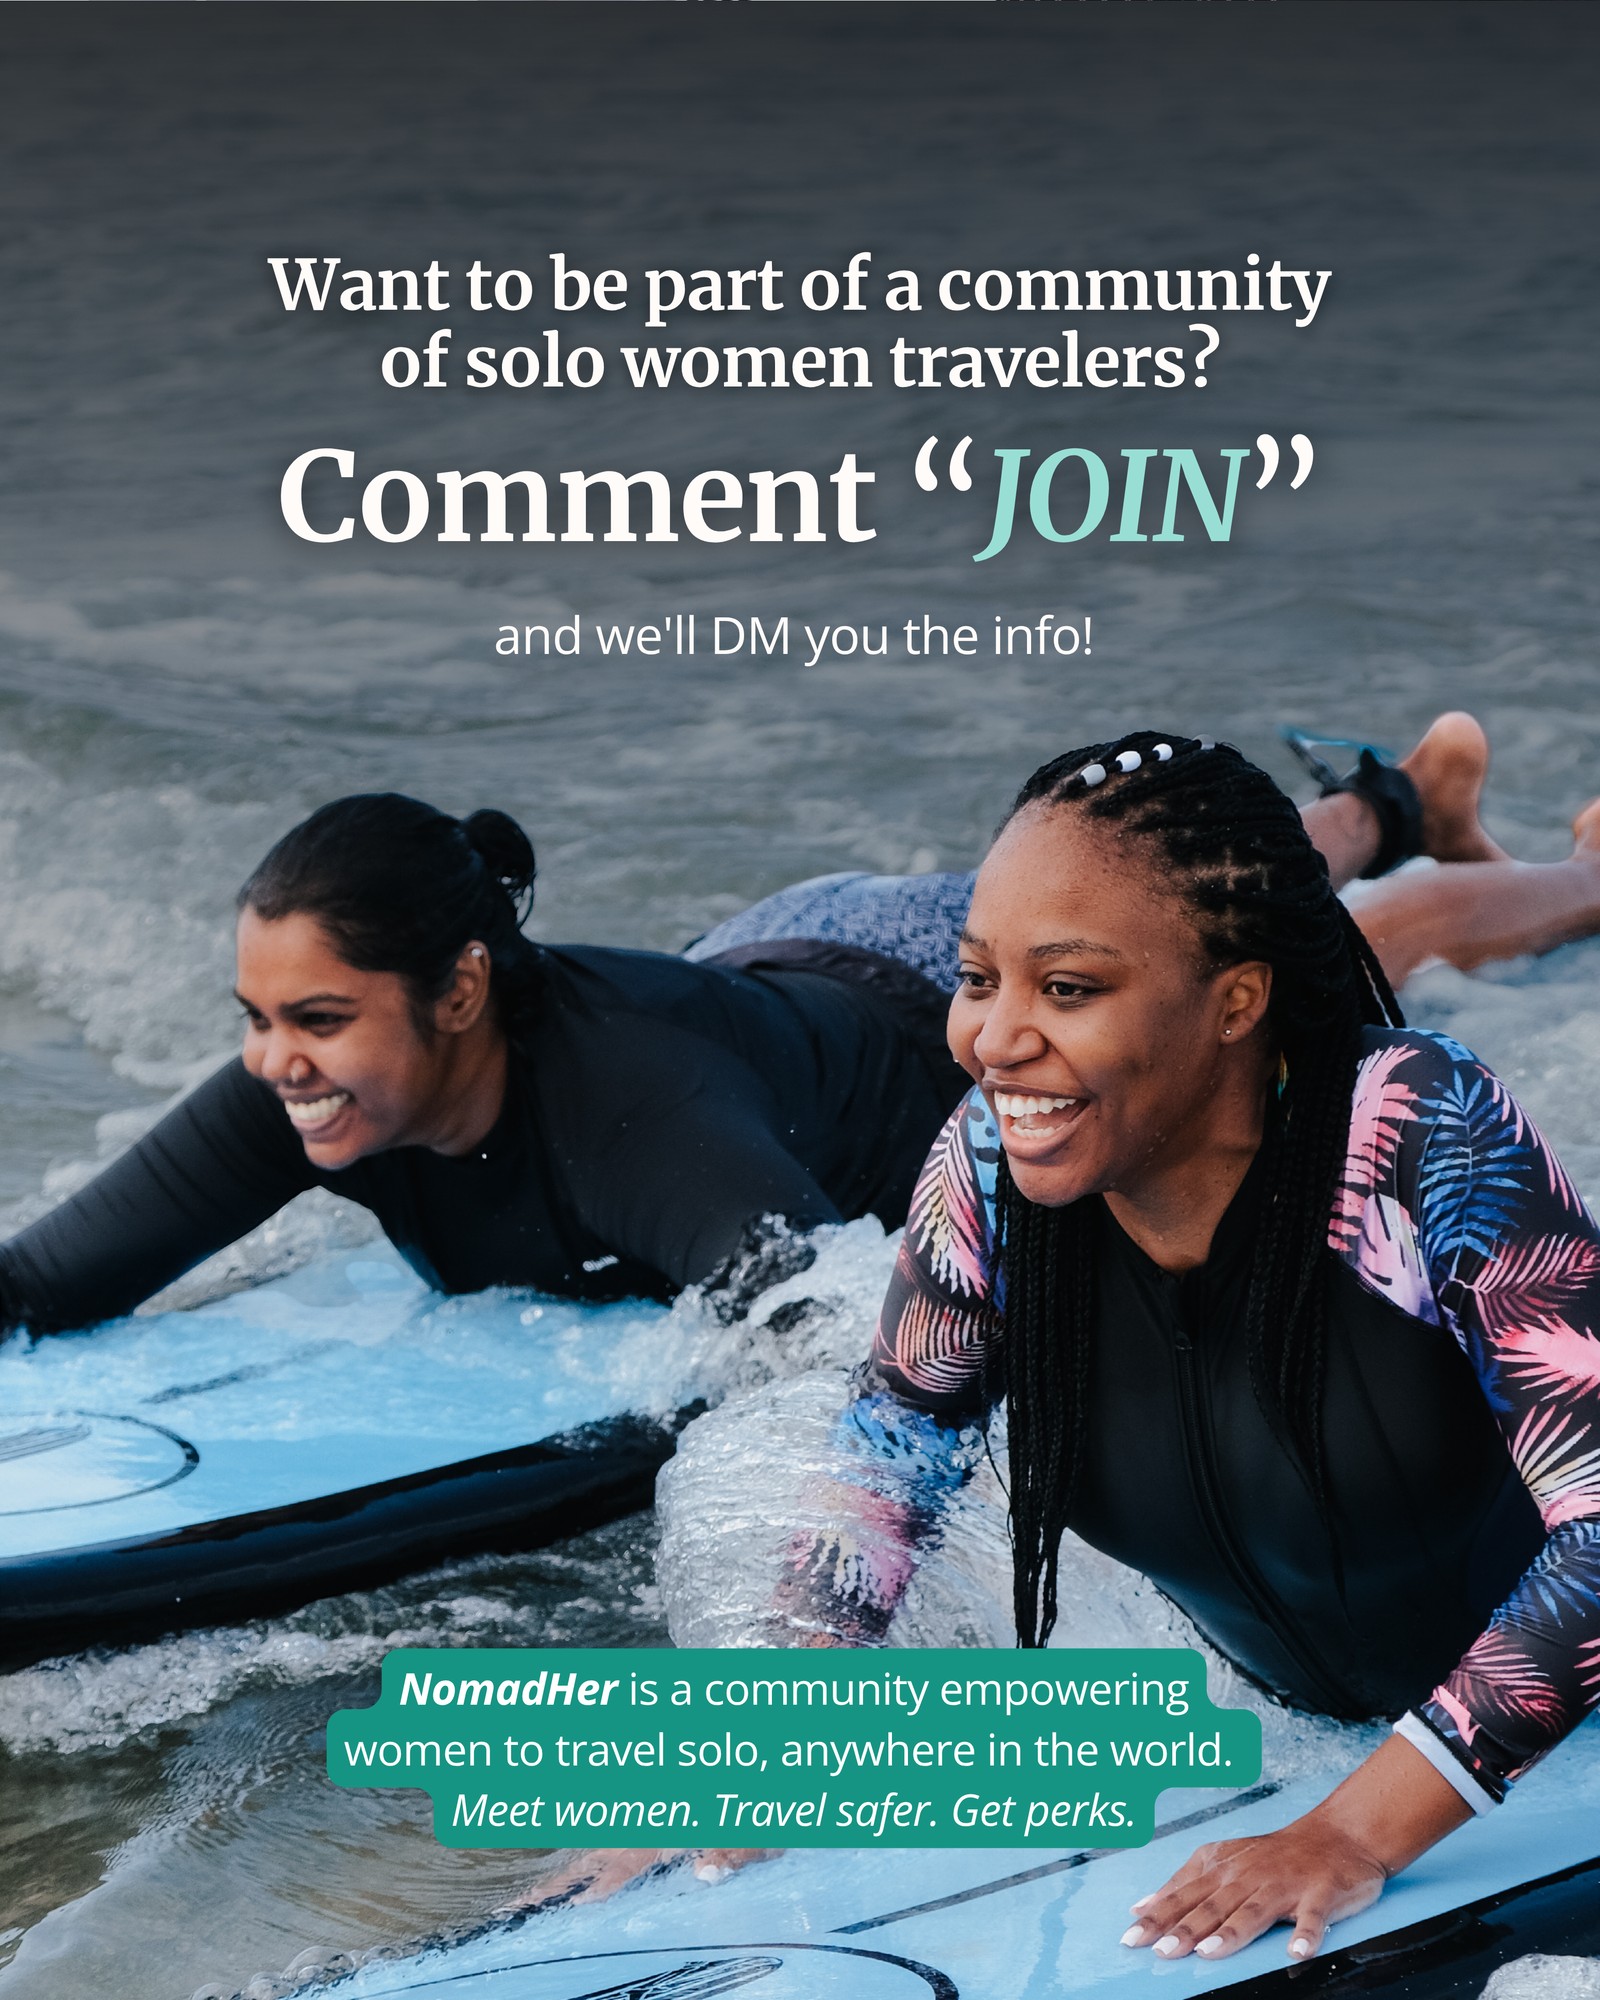 Want to be part of a community
of solo women travelers?
Comment “JOIN”
and we'll DM you the info!
NomadHer is a community empowering
women to travel solo, anywhere in the world.
Meet women. Travel safer. Get perks.